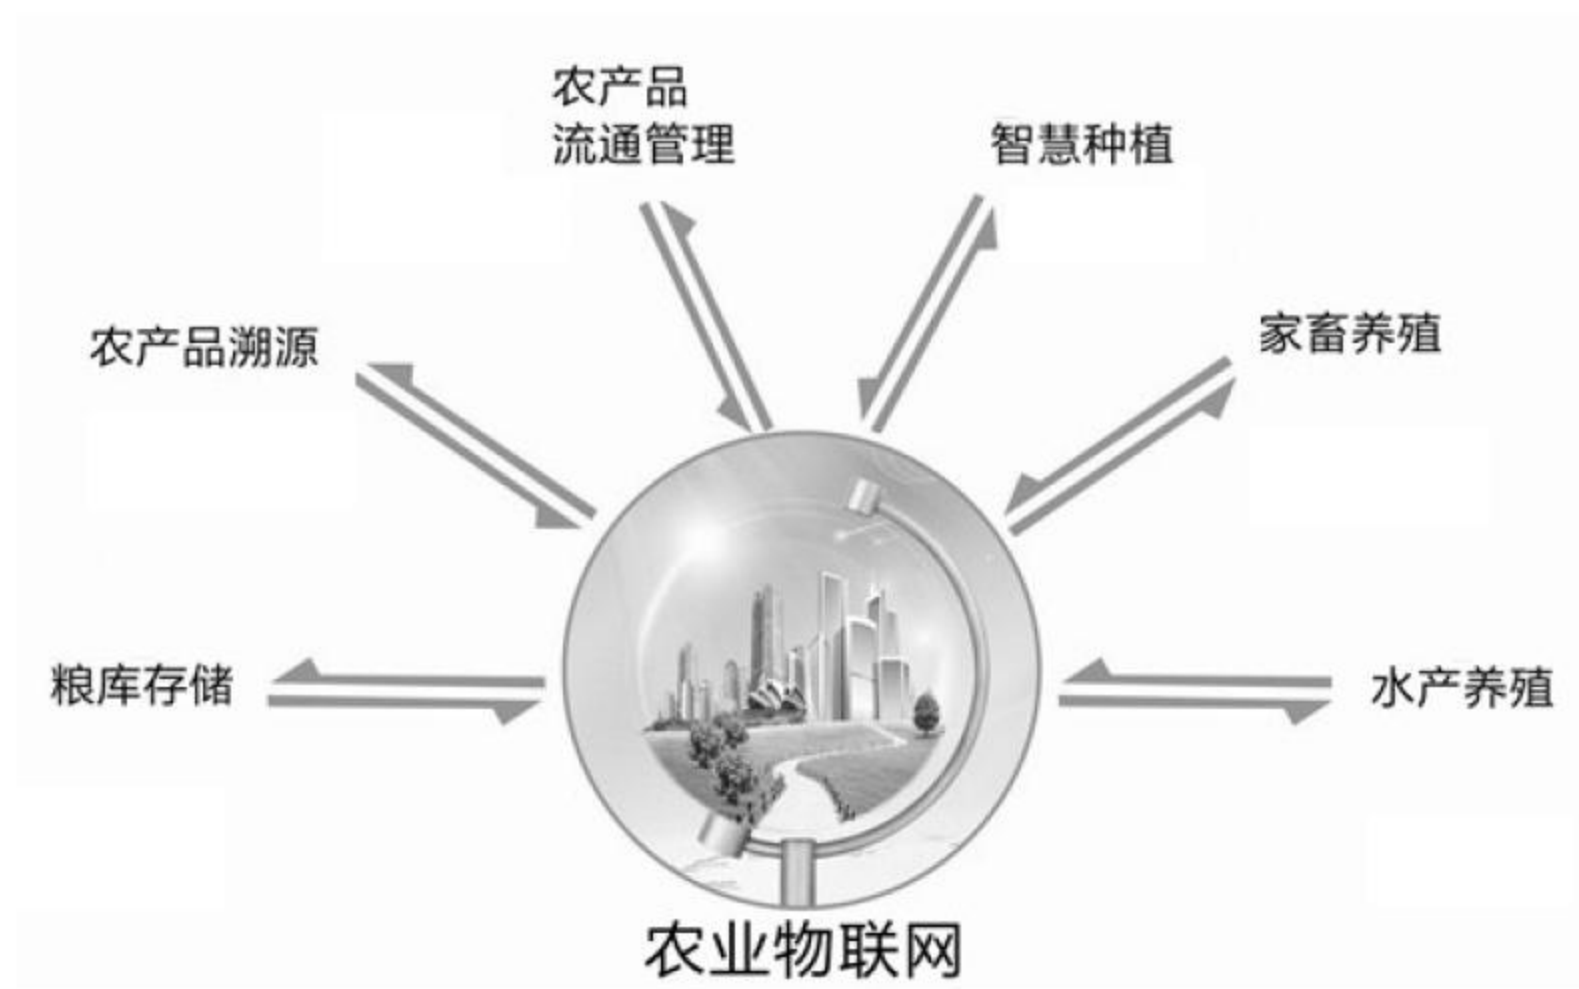 农产品
流通管理
智慧种植
农产品溯源
家畜养殖
粮库存储
水产养殖
农业物联网